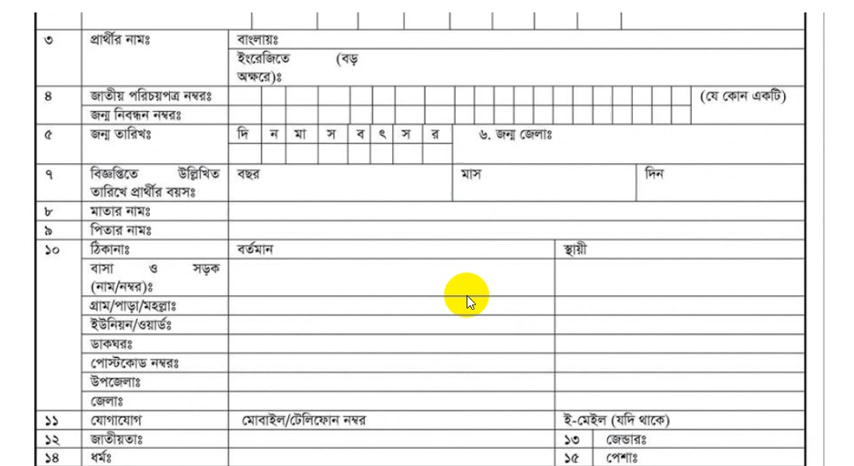 ৩ প্রার্থীর নামঃ বাংলায়ঃ
ইংরেজিতে (বড়
অক্ষরে)ঃ
৪ জাতীয় পরিচয়পত্র নম্বরঃ (যে কোন একটি)
জন্ম নিবন্ধন নম্বরঃ
৫ জন্ম তারিখঃ দি ন মা স ব ৎ স র ৬. জন্ম জেলাঃ
৭ বিজ্ঞপ্তিতে উল্লিখিত বছর মাস দিন
তারিখে প্রার্থীর বয়সঃ
৮ মাতার নামঃ
৯ পিতার নামঃ
১০ ঠিকানাঃ বর্তমান স্থায়ী
বাসা ও সড়ক
(নাম/নম্বর)ঃ
গ্রাম/পাড়া/মহল্লাঃ
ইউনিয়ন/ওয়ার্ডঃ
ডাকঘরঃ
পোস্টকোড নম্বরঃ
উপজেলাঃ
জেলাঃ
১১ যোগাযোগ মোবাইল/টেলিফোন নম্বর ই-মেইল (যদি থাকে)
১২ জাতীয়তাঃ ১৩ জেন্ডারঃ
১৪ ধর্মঃ ১৫ পেশাঃ